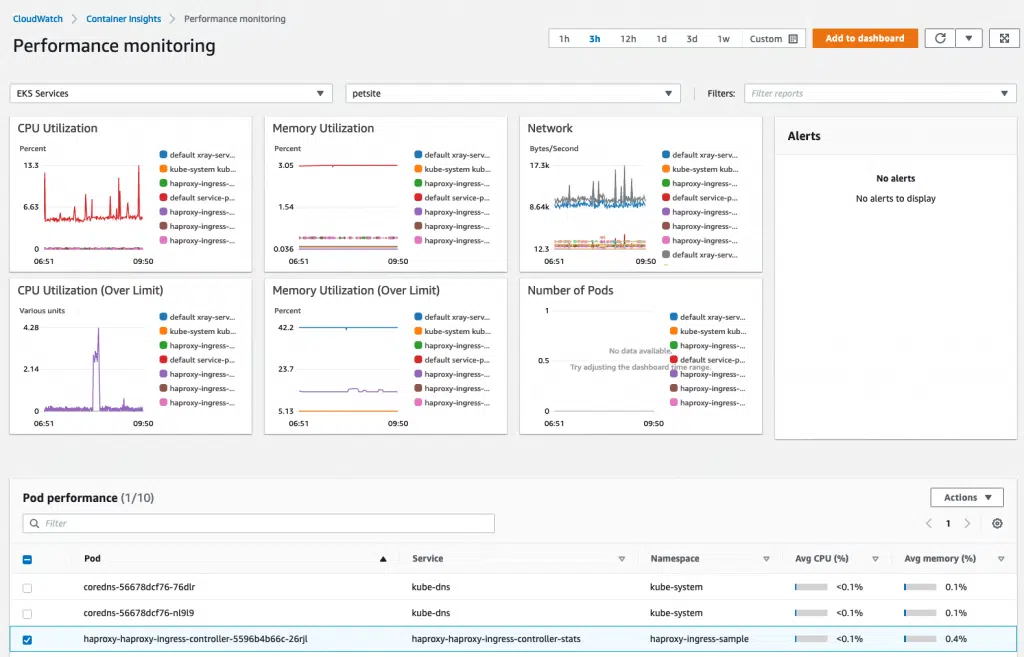 CloudWatch > Container Insights > Performance monitoring
Performance monitoring
1h 3h 12h 1d 3d 1w Custom Add to dashboard
EKS Services petsite Filters: Filter reports
CPU Utilization
Percent
13.3
6.63
0
06:51 09:50
default xray-serv...
kube-system kub...
haproxy-ingress-...
default service-p...
haproxy-ingress-...
haproxy-ingress-...
haproxy-ingress-...
Memory Utilization
Percent
3.05
1.54
0.036
06:51 09:50
default xray-serv...
kube-system kub...
haproxy-ingress-...
default service-p...
haproxy-ingress-...
haproxy-ingress-...
haproxy-ingress-...
Network
Bytes/Second
17.3k
8.64k
12.3
06:51 09:50
default xray-serv...
kube-system kub...
haproxy-ingress-...
default service-p...
haproxy-ingress-...
haproxy-ingress-...
haproxy-ingress-...
default xray-serv...
Alerts
No alerts
No alerts to display
CPU Utilization (Over Limit)
Various units
4.28
2.14
0
06:51 09:50
default xray-serv...
kube-system kub...
haproxy-ingress-...
default service-p...
haproxy-ingress-...
haproxy-ingress-...
haproxy-ingress-...
Memory Utilization (Over Limit)
Percent
42.2
23.7
5.13
06:51 09:50
default xray-serv...
kube-system kub...
haproxy-ingress-...
default service-p...
haproxy-ingress-...
haproxy-ingress-...
haproxy-ingress-...
Number of Pods
1
0.5
0
06:51 09:50
No data available.
Try adjusting the dashboard time range.
default xray-serv...
kube-system kub...
haproxy-ingress-...
default service-p...
haproxy-ingress-...
haproxy-ingress-...
haproxy-ingress-...
Pod performance (1/10)
Actions
Filter
1
Pod Service Namespace Avg CPU (%) Avg memory (%)
coredns-56678dcf76-76dlr kube-dns kube-system <0.1% 0.1%
coredns-56678dcf76-nl9l9 kube-dns kube-system <0.1% 0.1%
haproxy-haproxy-ingress-controller-5596b4b66c-26rjl haproxy-haproxy-ingress-controller-stats haproxy-ingress-sample <0.1% 0.4%